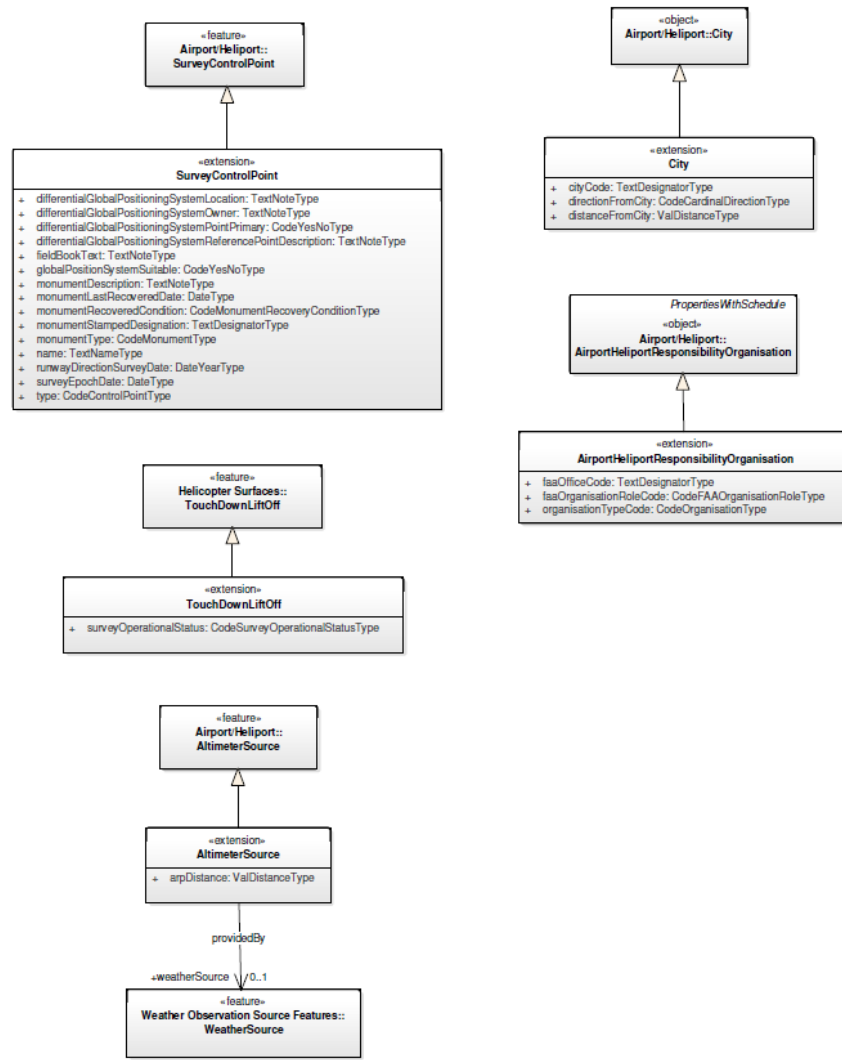 «feature»
Airport/Heliport::
SurveyControlPoint
«extension»
SurveyControlPoint
+ differentialGlobalPositioningSystemLocation: TextNoteType
+ differentialGlobalPositioningSystemOwner: TextNoteType
+ differentialGlobalPositioningSystemPointPrimary: CodeYesNoType
+ differentialGlobalPositioningSystemReferencePointDescription: TextNoteType
+ fieldBookText: TextNoteType
+ globalPositionSystemSuitable: CodeYesNoType
+ monumentDescription: TextNoteType
+ monumentLastRecoveredDate: DateType
+ monumentRecoveredCondition: CodeMonumentRecoveryConditionType
+ monumentStampedDesignation: TextDesignatorType
+ monumentType: CodeMonumentType
+ name: TextNameType
+ runwayDirectionSurveyDate: DateYearType
+ surveyEpochDate: DateType
+ type: CodeControlPointType
«object»
Airport/Heliport::City
«extension»
City
+ cityCode: TextDesignatorType
+ directionFromCity: CodeCardinalDirectionType
+ distanceFromCity: ValDistanceType
PropertiesWithSchedule
«object»
Airport/Heliport::
AirportHeliportResponsibilityOrganisation
«extension»
AirportHeliportResponsibilityOrganisation
+ faaOfficeCode: TextDesignatorType
+ faaOrganisationRoleCode: CodeFAAOrganisationRoleType
+ organisationTypeCode: CodeOrganisationType
«feature»
Helicopter Surfaces::
TouchDownLiftOff
«extension»
TouchDownLiftOff
+ surveyOperationalStatus: CodeSurveyOperationalStatusType
«feature»
Airport/Heliport::
AltimeterSource
«extension»
AltimeterSource
+ arpDistance: ValDistanceType
providedBy
+weatherSource 0..1
«feature»
Weather Observation Source Features::
WeatherSource